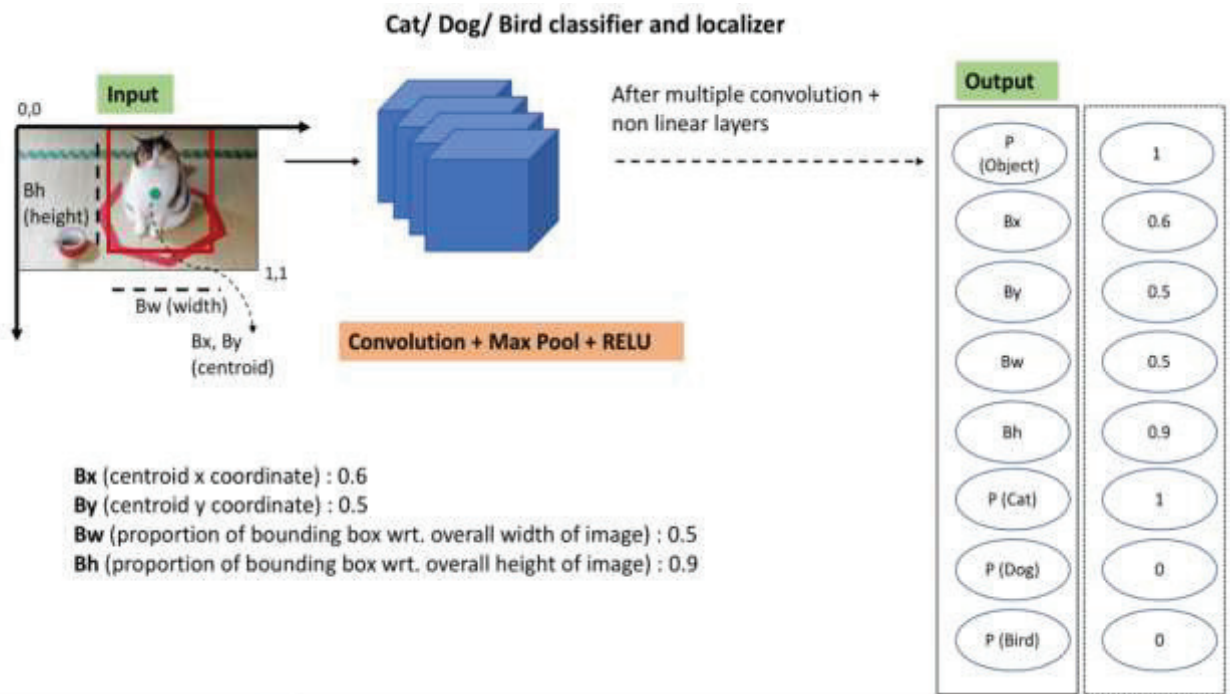 Cat/ Dog/ Bird classifier and localizer
Input
0,0
Bh
(height)
1,1
Bw (width)
Bx, By
(centroid)
After multiple convolution +
non linear layers
Convolution + Max Pool + RELU
Bx (centroid x coordinate) : 0.6
By (centroid y coordinate) : 0.5
Bw (proportion of bounding box wrt. overall width of image) : 0.5
Bh (proportion of bounding box wrt. overall height of image) : 0.9
Output
P
(Object)
1
Bx
0.6
By
0.5
Bw
0.5
Bh
0.9
P (Cat)
1
P (Dog)
0
P (Bird)
0